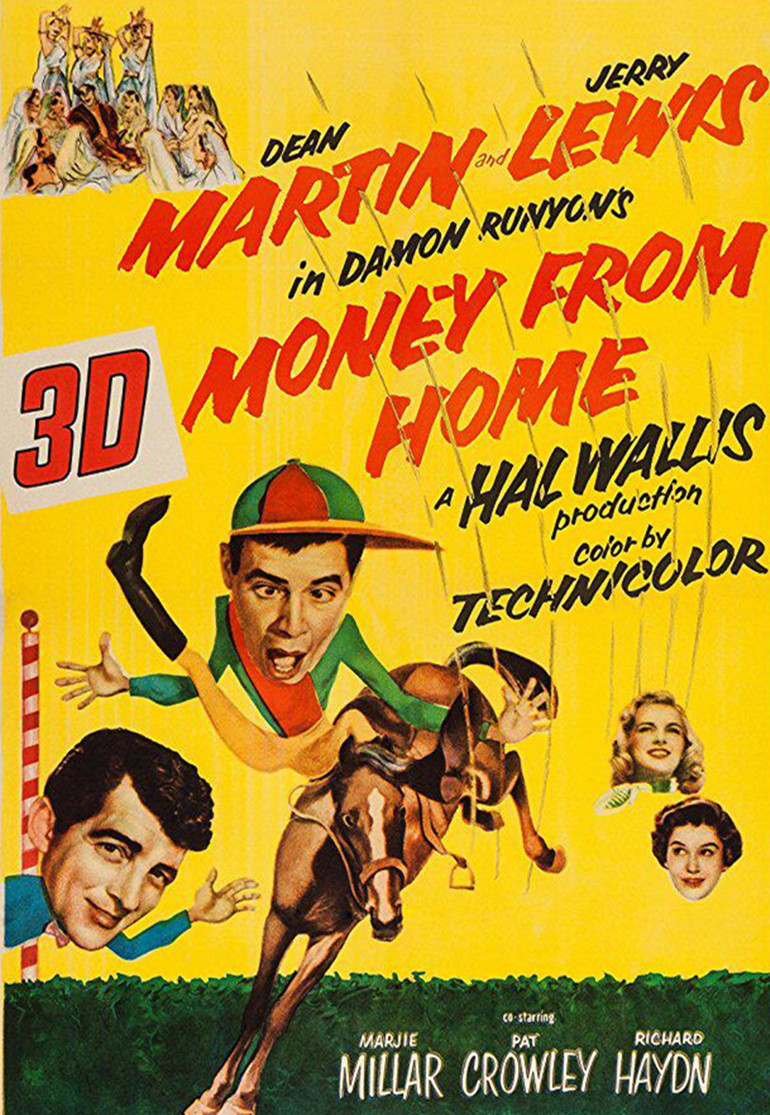 DEAN
MARTIN and JERRY LEWIS
in DAMON RUNYON'S
MONEY FROM
HOME
3D
A HAL WALLIS
production
color by
TECHNICOLOR
co-starring
MARJIE MILLAR
PAT CROWLEY
RICHARD HAYDN